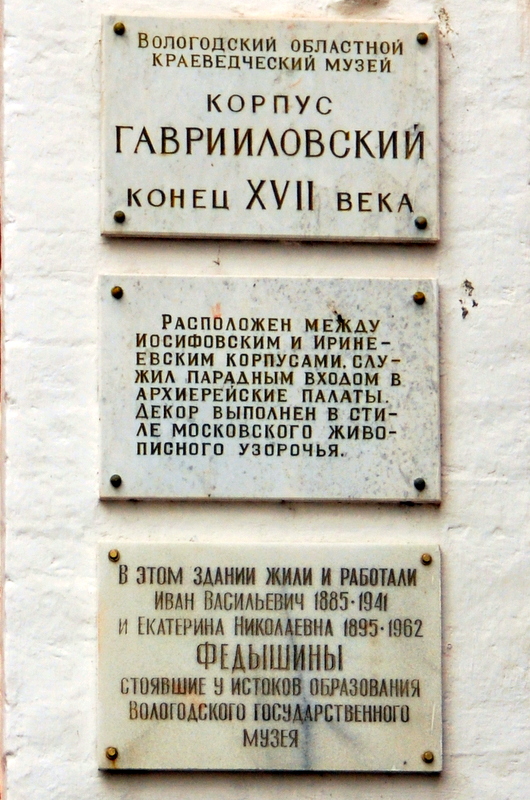 Вологодский областной
краеведческий музей
корпус
ГАВРИИЛОВСКИЙ
конец XVII века
Расположен между
Иосифовским и Ирине-
евским корпусами, слу-
жил парадным входом в
архиерейские палаты.
Декор выполнен в сти-
ле московского живо-
писного узорочья.
В этом здании жили и работали
Иван Васильевич 1885·1941
и Екатерина Николаевна 1895·1962
ФЕДЫШИНЫ
стоявшие у истоков образования
Вологодского государственного
музея